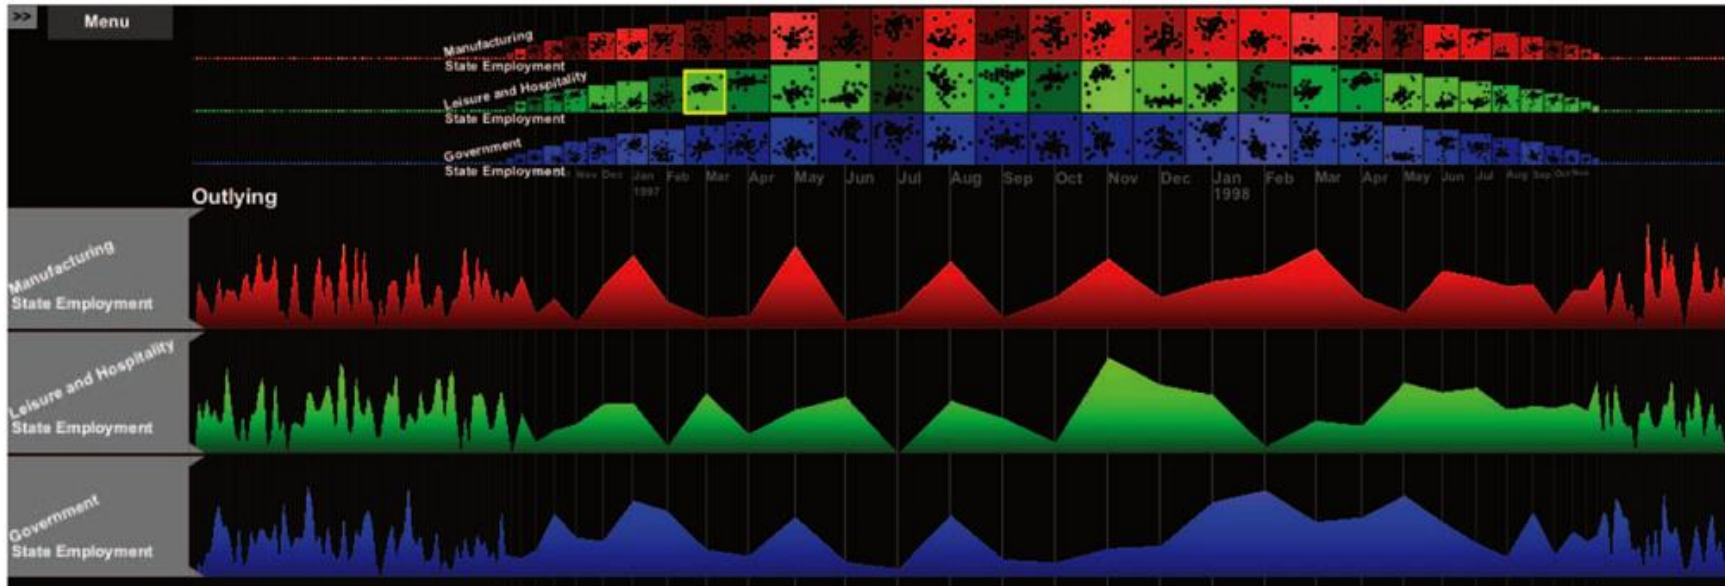 >>
Menu
Manufacturing
State Employment
Leisure and Hospitality
State Employment
Government
State Employment
Nov Dec Jan Feb Mar Apr May Jun Jul Aug Sep Oct Nov Dec Jan Feb Mar Apr May Jun Jul Aug Sep Oct Nov
1997 1998
Outlying
Manufacturing
State Employment
Leisure and Hospitality
State Employment
Government
State Employment